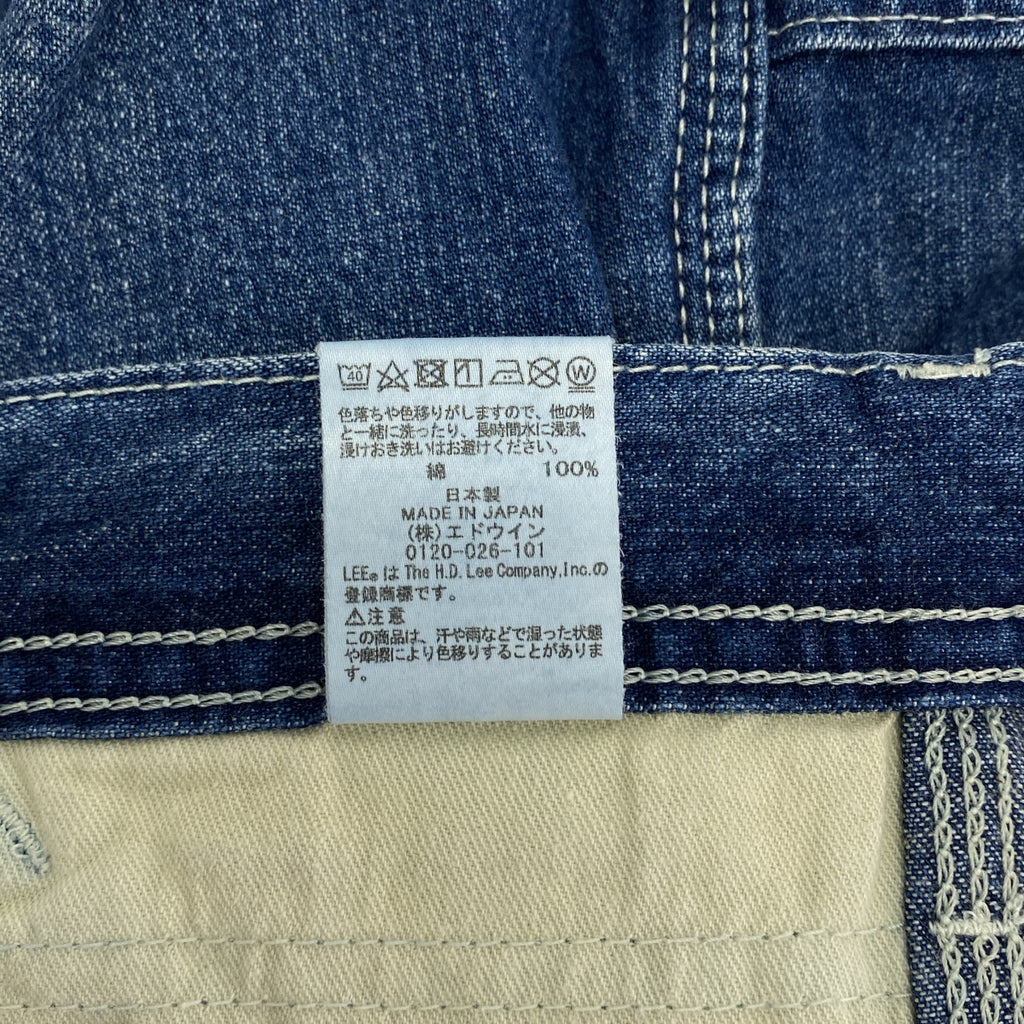 40
W
色落ちや色移りがしますので、他の物
と一緒に洗ったり、長時間水に浸漬、
浸けおき洗いはお避けください。
綿 100%
日本製
MADE IN JAPAN
(株)エドウイン
0120-026-101
LEE® は The H.D. Lee Company,Inc.の
登録商標です。
⚠注意
この商品は、汗や雨などで湿った状態
や摩擦により色移りすることがありま
す。